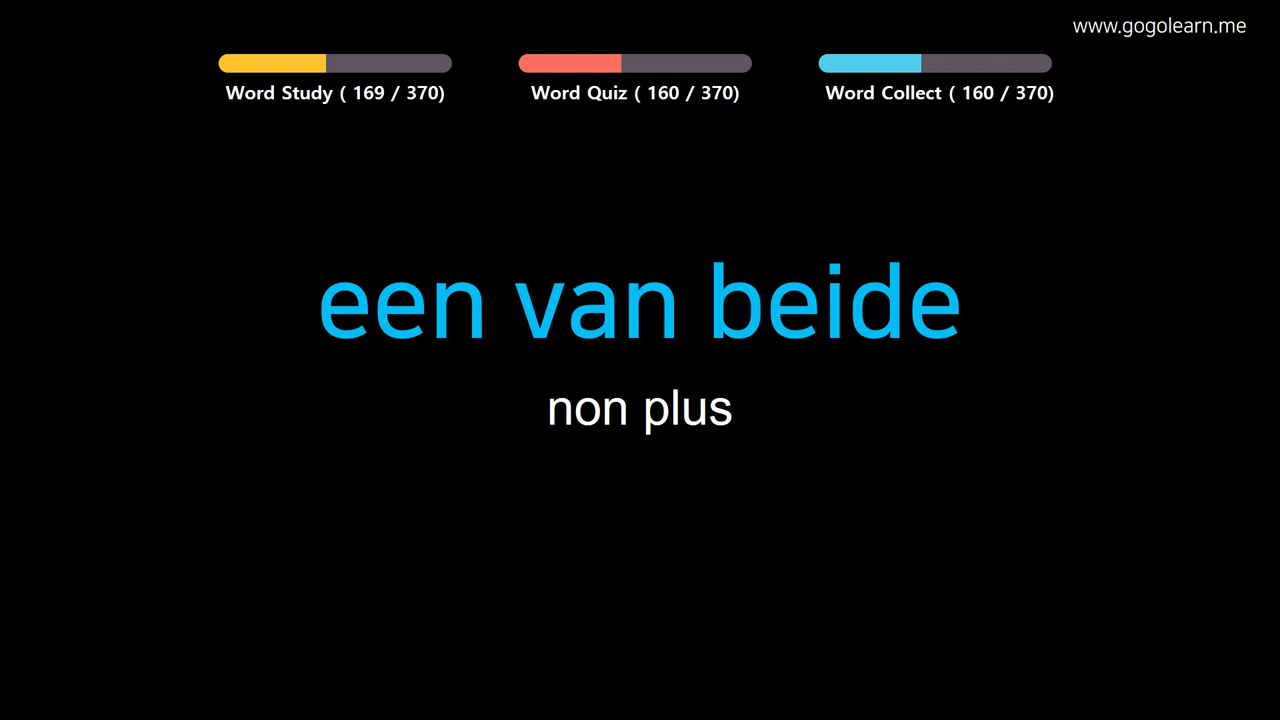 www.gogolearn.me
Word Study ( 169 / 370)
Word Quiz ( 160 / 370)
Word Collect ( 160 / 370)
een van beide
non plus